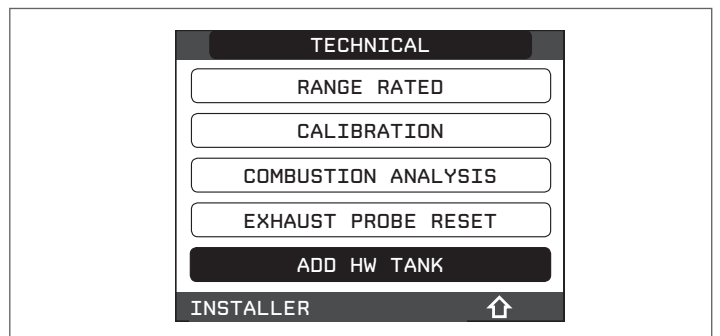 TECHNICAL
RANGE RATED
CALIBRATION
COMBUSTION ANALYSIS
EXHAUST PROBE RESET
ADD HW TANK
INSTALLER